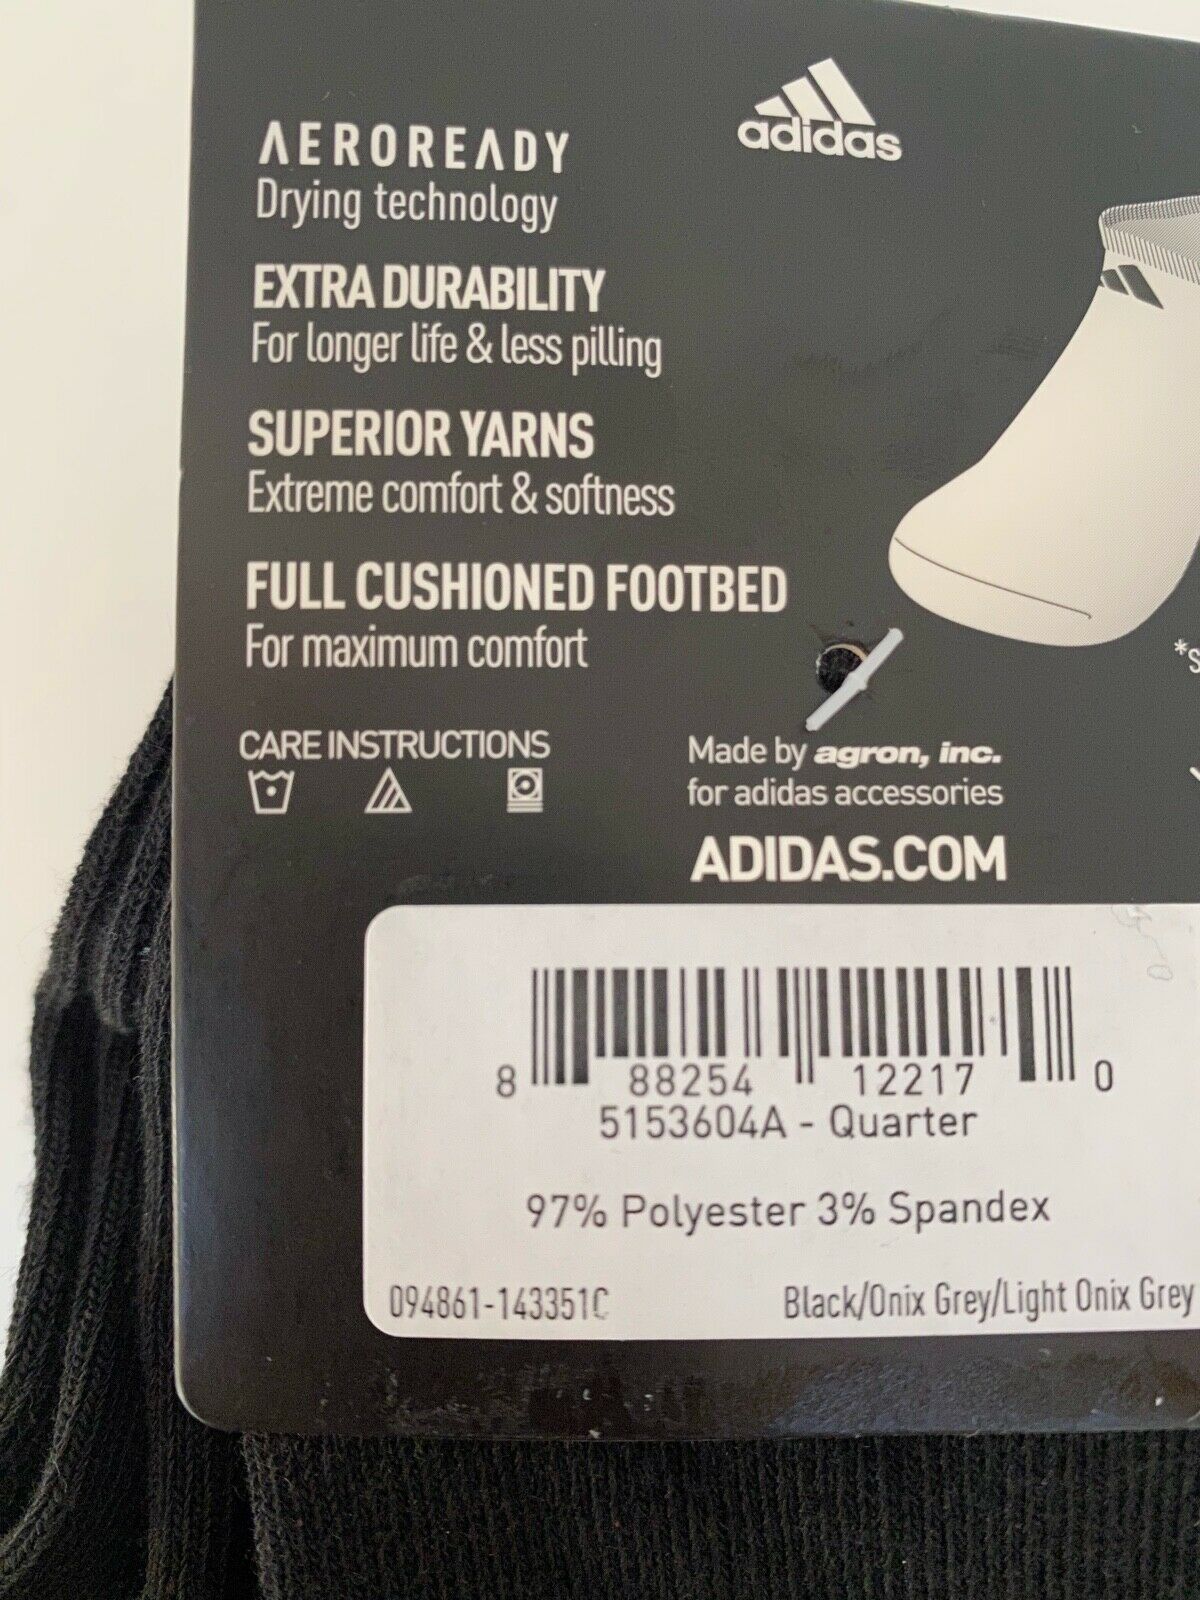 adidas
AEROREADY
Drying technology
EXTRA DURABILITY
For longer life & less pilling
SUPERIOR YARNS
Extreme comfort & softness
FULL CUSHIONED FOOTBED
For maximum comfort
CARE INSTRUCTIONS
Made by agron, inc.
for adidas accessories
ADIDAS.COM
8 88254 12217 0
5153604A - Quarter
97% Polyester 3% Spandex
094861-143351C
Black/Onix Grey/Light Onix Grey